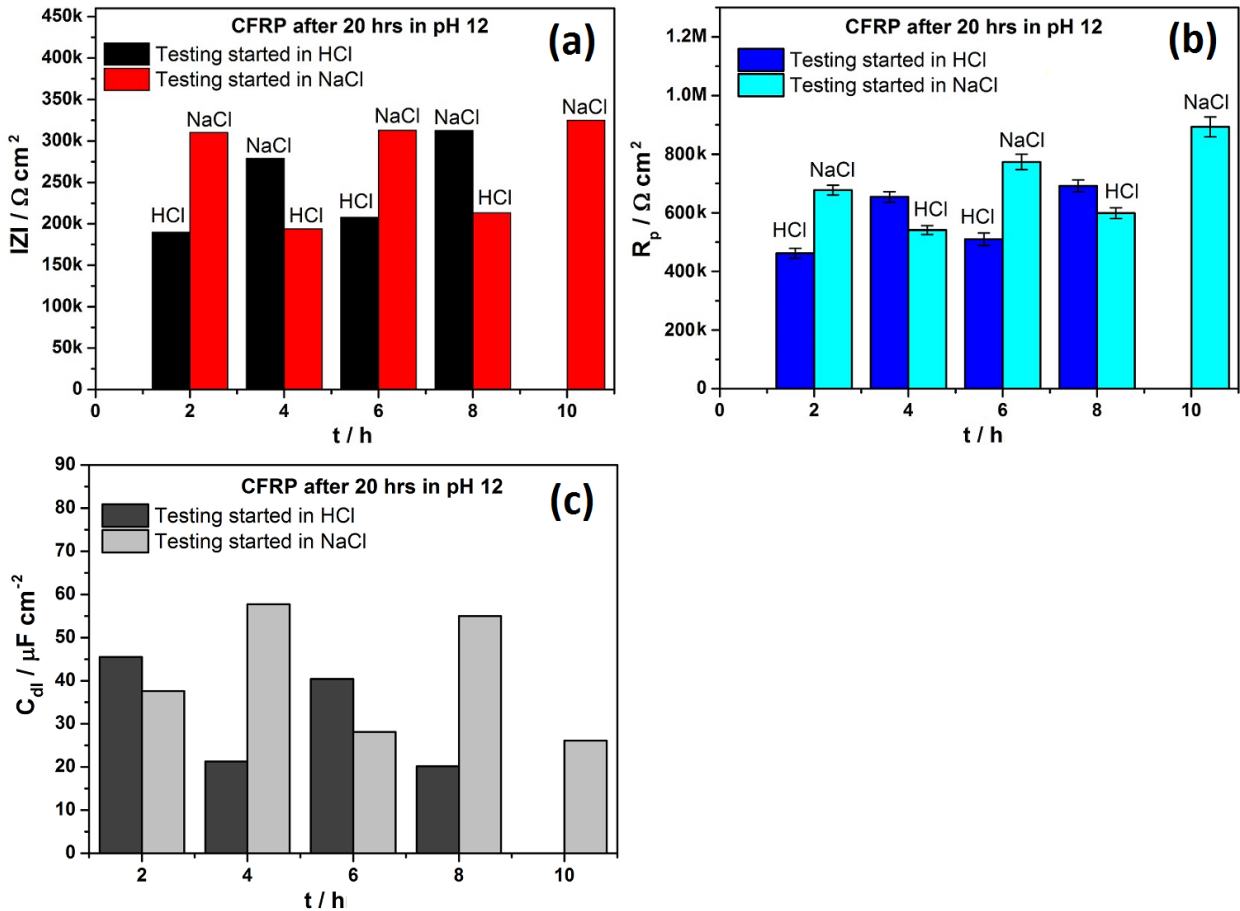 CFRP after 20 hrs in pH 12
(a)
Testing started in HCl
Testing started in NaCl
450k
400k
350k
300k
250k
200k
150k
100k
50k
0
IZI / Ω cm²
HCl
NaCl
NaCl
HCl
HCl
NaCl
NaCl
HCl
NaCl
0 2 4 6 8 10
t / h
CFRP after 20 hrs in pH 12
(b)
Testing started in HCl
Testing started in NaCl
1.2M
1.0M
800k
600k
400k
200k
0
Rₚ / Ω cm²
HCl
NaCl
NaCl
HCl
HCl
NaCl
NaCl
HCl
0 2 4 6 8 10
t / h
CFRP after 20 hrs in pH 12
(c)
Testing started in HCl
Testing started in NaCl
90
80
70
60
50
40
30
20
10
0
C_dl / µF cm⁻²
2 4 6 8 10
t / h